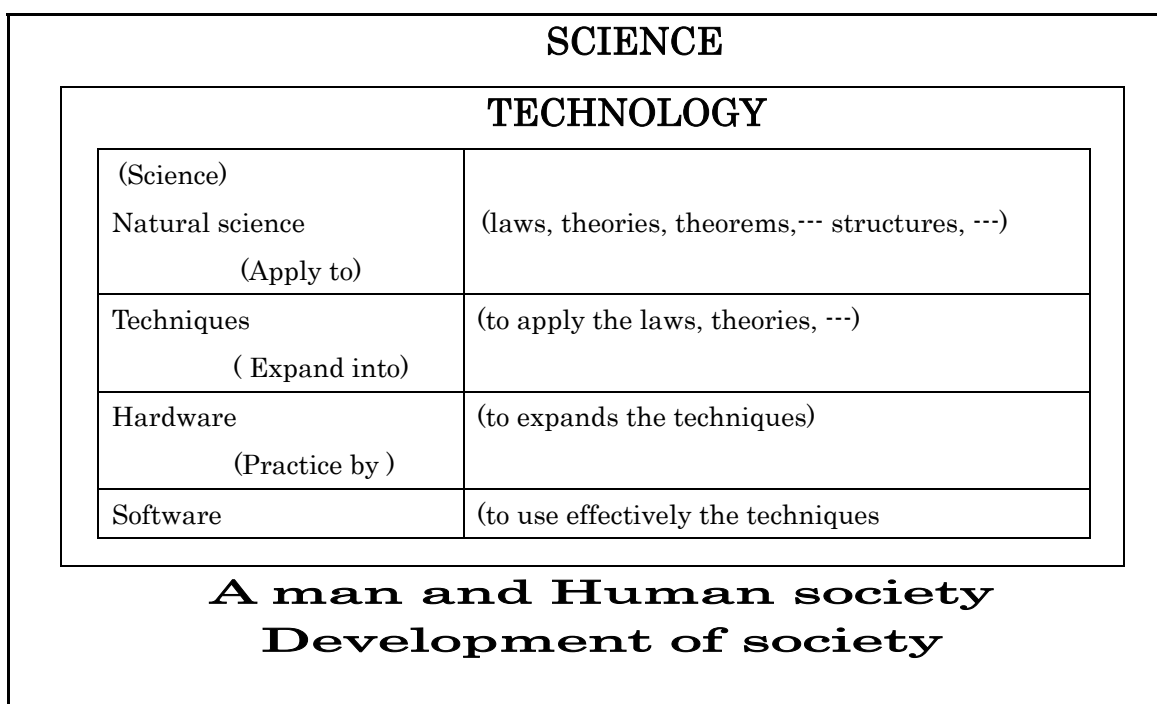 SCIENCE
TECHNOLOGY
(Science)
Natural science (laws, theories, theorems,--- structures, ---)
(Apply to)
Techniques (to apply the laws, theories, ---)
( Expand into)
Hardware (to expands the techniques)
(Practice by )
Software (to use effectively the techniques
A man and Human society
Development of society